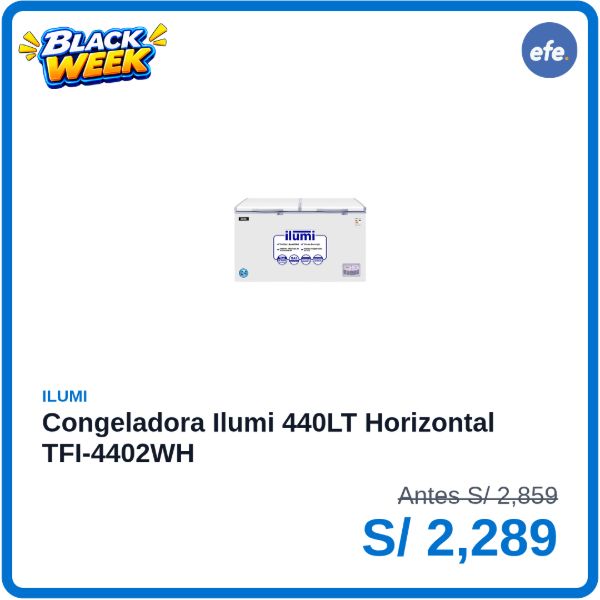 BLACK
WEEK
efe.
ilumi
ILUMI
Congeladora Ilumi 440LT Horizontal
TFI-4402WH
Antes S/ 2,859
S/ 2,289